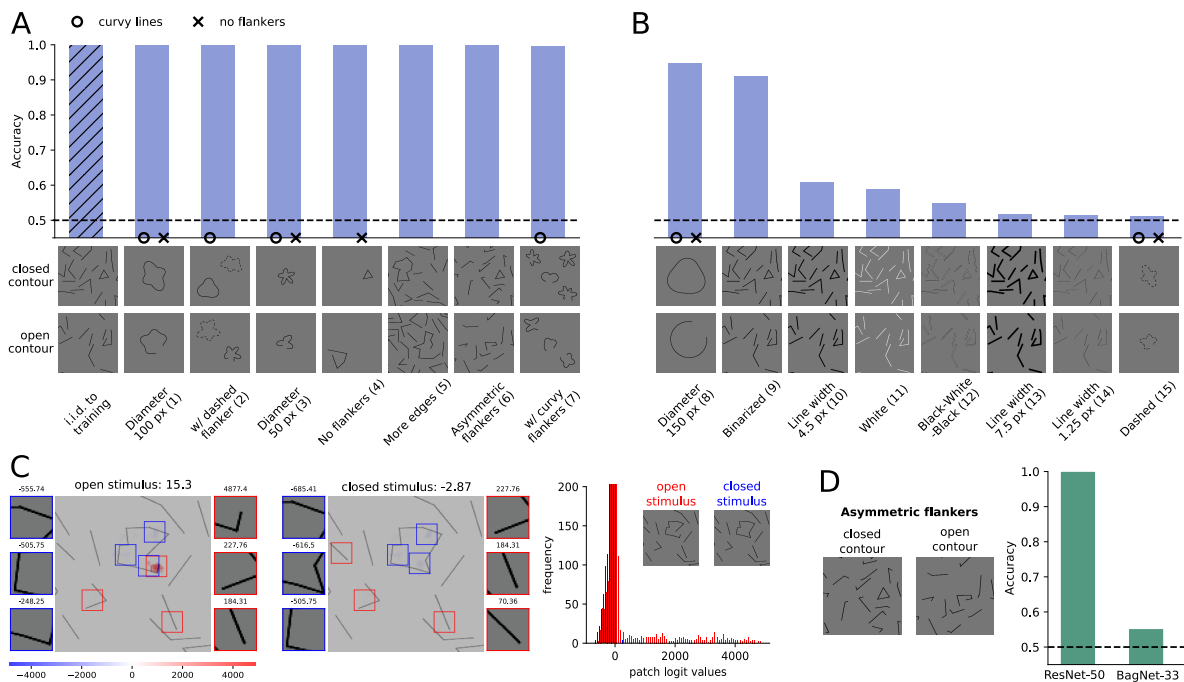 A
curvy lines
no flankers
1.0
0.9
0.8
0.7
0.6
0.5
Accuracy
closed
contour
open
contour
i.i.d. to
training
Diameter
100 px (1)
w/ dashed
flanker (2)
Diameter
50 px (3)
No flankers (4)
More edges (5)
Asymmetric
flankers (6)
w/ curvy
flankers (7)
B
Diameter
150 px (8)
Binarized (9)
Line width
4.5 px (10)
White (11)
Black-White
-Black (12)
Line width
7.5 px (13)
Line width
1.25 px (14)
Dashed (15)
C
open stimulus: 15.3
-555.74
-505.75
-248.25
4877.4
227,76
184.31
−4000
−2000
0
2000
4000
closed stimulus: -2.87
-685.41
-616,5
-505,75
227.76
184.31
70,36
200
150
100
50
0
frequency
open
stimulus
closed
stimulus
0
2000
4000
patch logit values
D
Asymmetric flankers
closed
contour
open
contour
1.0
0.9
0.8
0.7
0.6
0.5
Accuracy
ResNet-50
BagNet-33